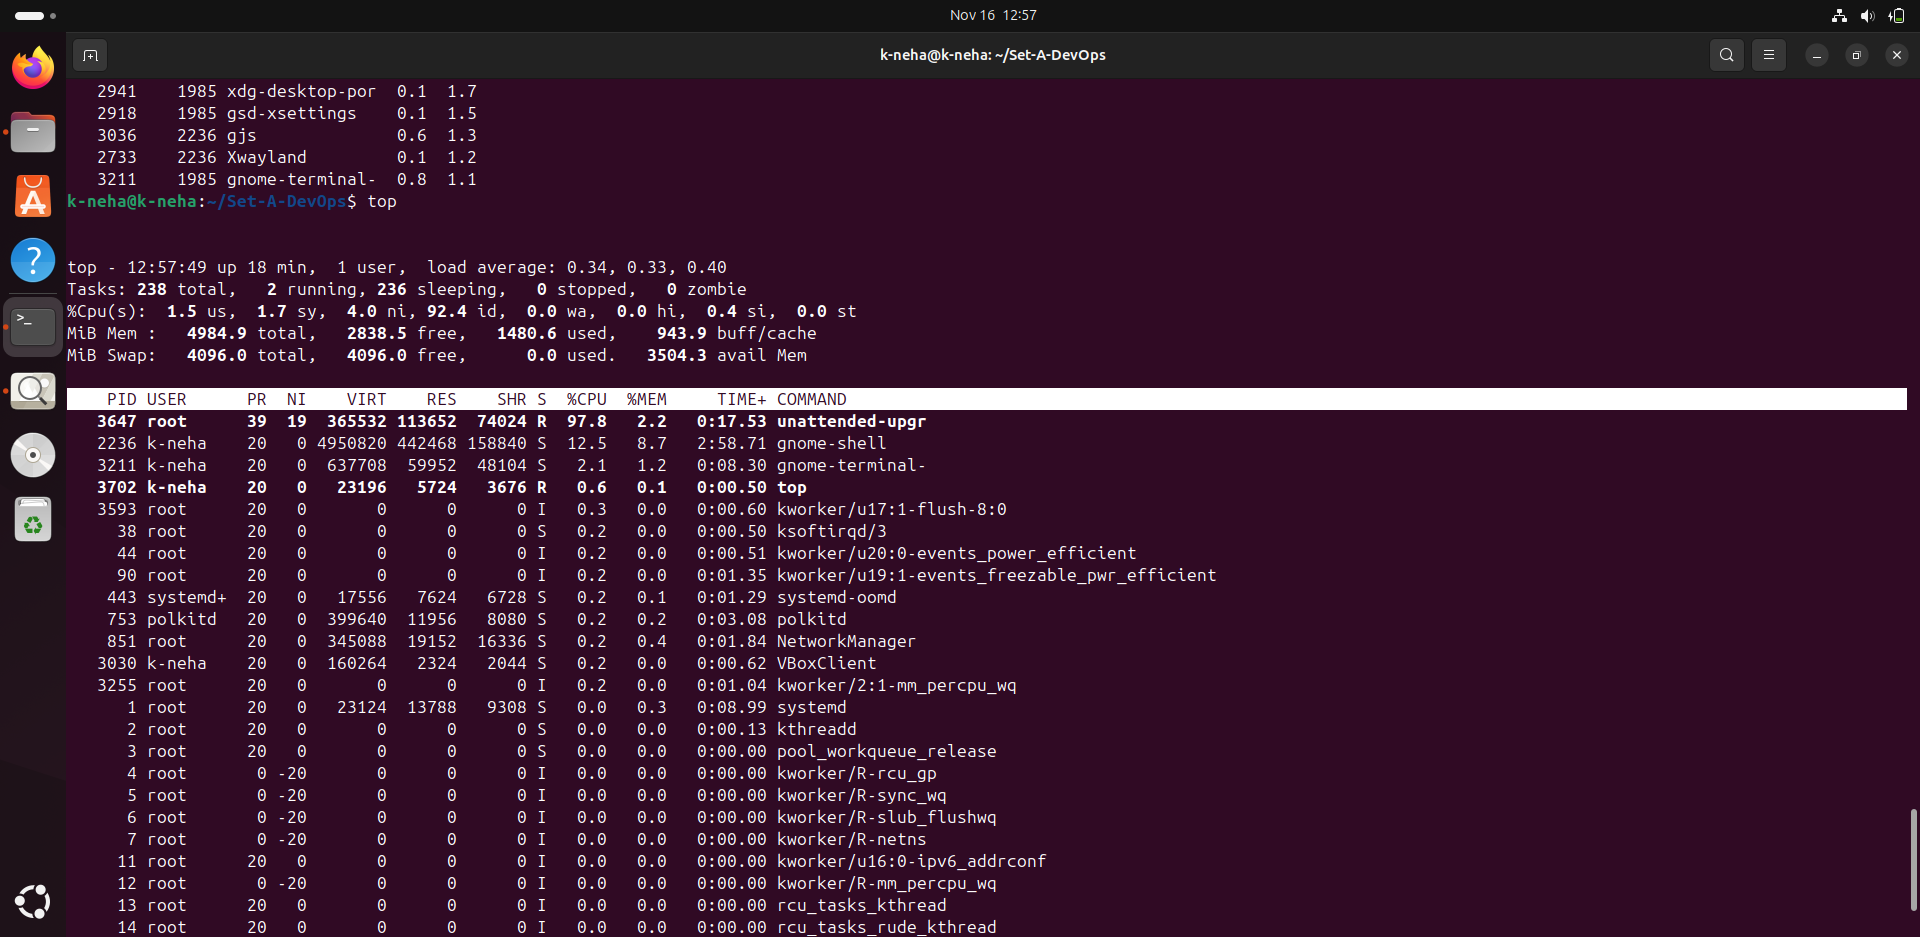 Nov 16 12:57
k-neha@k-neha: ~/Set-A-DevOps
2941 1985 xdg-desktop-por 0.1 1.7
2918 1985 gsd-xsettings 0.1 1.5
3036 2236 gjs 0.6 1.3
2733 2236 Xwayland 0.1 1.2
3211 1985 gnome-terminal- 0.8 1.1
k-neha@k-neha:~/Set-A-DevOps$ top
top - 12:57:49 up 18 min, 1 user, load average: 0.34, 0.33, 0.40
Tasks: 238 total, 2 running, 236 sleeping, 0 stopped, 0 zombie
%Cpu(s): 1.5 us, 1.7 sy, 4.0 ni, 92.4 id, 0.0 wa, 0.0 hi, 0.4 si, 0.0 st
MiB Mem : 4984.9 total, 2838.5 free, 1480.6 used, 943.9 buff/cache
MiB Swap: 4096.0 total, 4096.0 free, 0.0 used. 3504.3 avail Mem
PID USER PR NI VIRT RES SHR S %CPU %MEM TIME+ COMMAND
3647 root 39 19 365532 113652 74024 R 97.8 2.2 0:17.53 unattended-upgr
2236 k-neha 20 0 4950820 442468 158840 S 12.5 8.7 2:58.71 gnome-shell
3211 k-neha 20 0 637708 59952 48104 S 2.1 1.2 0:08.30 gnome-terminal-
3702 k-neha 20 0 23196 5724 3676 R 0.6 0.1 0:00.50 top
3593 root 20 0 0 0 0 I 0.3 0.0 0:00.60 kworker/u17:1-flush-8:0
38 root 20 0 0 0 0 S 0.2 0.0 0:00.50 ksoftirqd/3
44 root 20 0 0 0 0 I 0.2 0.0 0:00.51 kworker/u20:0-events_power_efficient
90 root 20 0 0 0 0 I 0.2 0.0 0:01.35 kworker/u19:1-events_freezable_pwr_efficient
443 systemd+ 20 0 17556 7624 6728 S 0.2 0.1 0:01.29 systemd-oomd
753 polkitd 20 0 399640 11956 8080 S 0.2 0.2 0:03.08 polkitd
851 root 20 0 345088 19152 16336 S 0.2 0.4 0:01.84 NetworkManager
3030 k-neha 20 0 160264 2324 2044 S 0.2 0.0 0:00.62 VBoxClient
3255 root 20 0 0 0 0 I 0.2 0.0 0:01.04 kworker/2:1-mm_percpu_wq
1 root 20 0 23124 13788 9308 S 0.0 0.3 0:08.99 systemd
2 root 20 0 0 0 0 S 0.0 0.0 0:00.13 kthreadd
3 root 20 0 0 0 0 S 0.0 0.0 0:00.00 pool_workqueue_release
4 root 0 -20 0 0 0 I 0.0 0.0 0:00.00 kworker/R-rcu_gp
5 root 0 -20 0 0 0 I 0.0 0.0 0:00.00 kworker/R-sync_wq
6 root 0 -20 0 0 0 I 0.0 0.0 0:00.00 kworker/R-slub_flushwq
7 root 0 -20 0 0 0 I 0.0 0.0 0:00.00 kworker/R-netns
11 root 20 0 0 0 0 I 0.0 0.0 0:00.00 kworker/u16:0-ipv6_addrconf
12 root 0 -20 0 0 0 I 0.0 0.0 0:00.00 kworker/R-mm_percpu_wq
13 root 20 0 0 0 0 I 0.0 0.0 0:00.00 rcu_tasks_kthread
14 root 20 0 0 0 0 I 0.0 0.0 0:00.00 rcu_tasks_rude_kthread